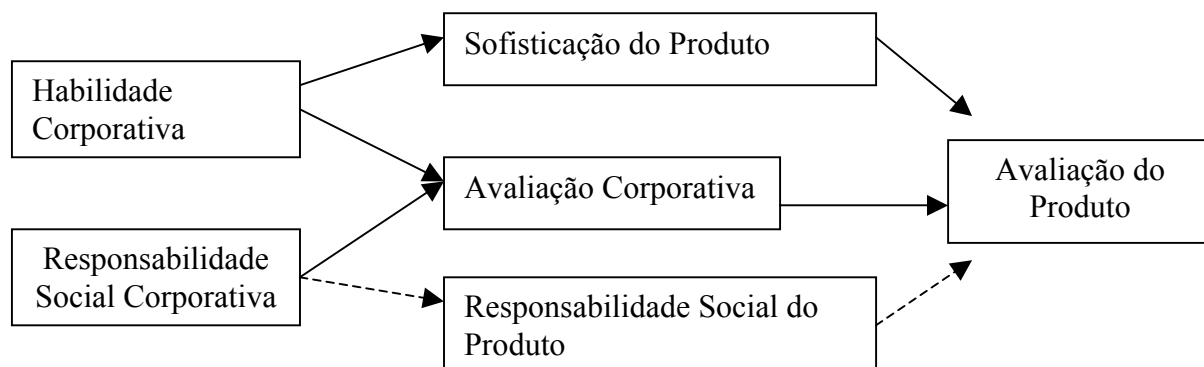 Sofisticação do Produto
Habilidade
Corporativa
Avaliação Corporativa
Avaliação do
Produto
Responsabilidade
Social Corporativa
Responsabilidade Social do
Produto